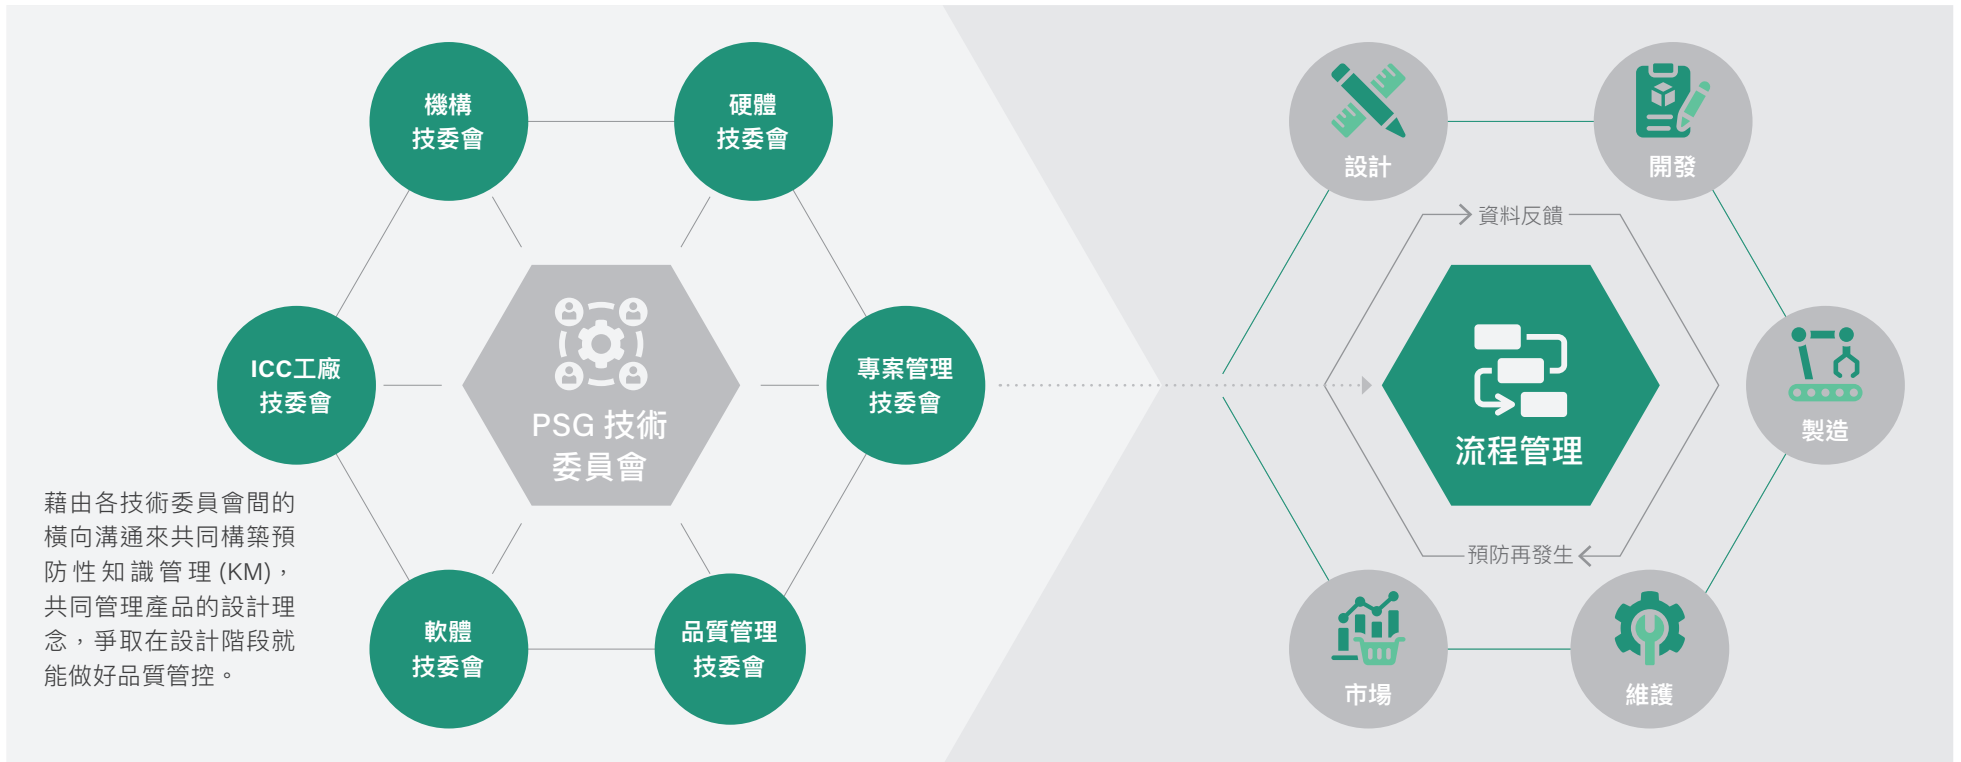 機構
技委會
硬體
技委會
ICC工廠
技委會
PSG 技術
委員會
專案管理
技委會
軟體
技委會
品質管理
技委會
藉由各技術委員會間的
橫向溝通來共同構築預
防性知識管理(KM)，
共同管理產品的設計理
念，爭取在設計階段就
能做好品質管控。
設計
開發
資料反饋
流程管理
製造
預防再發生
市場
維護